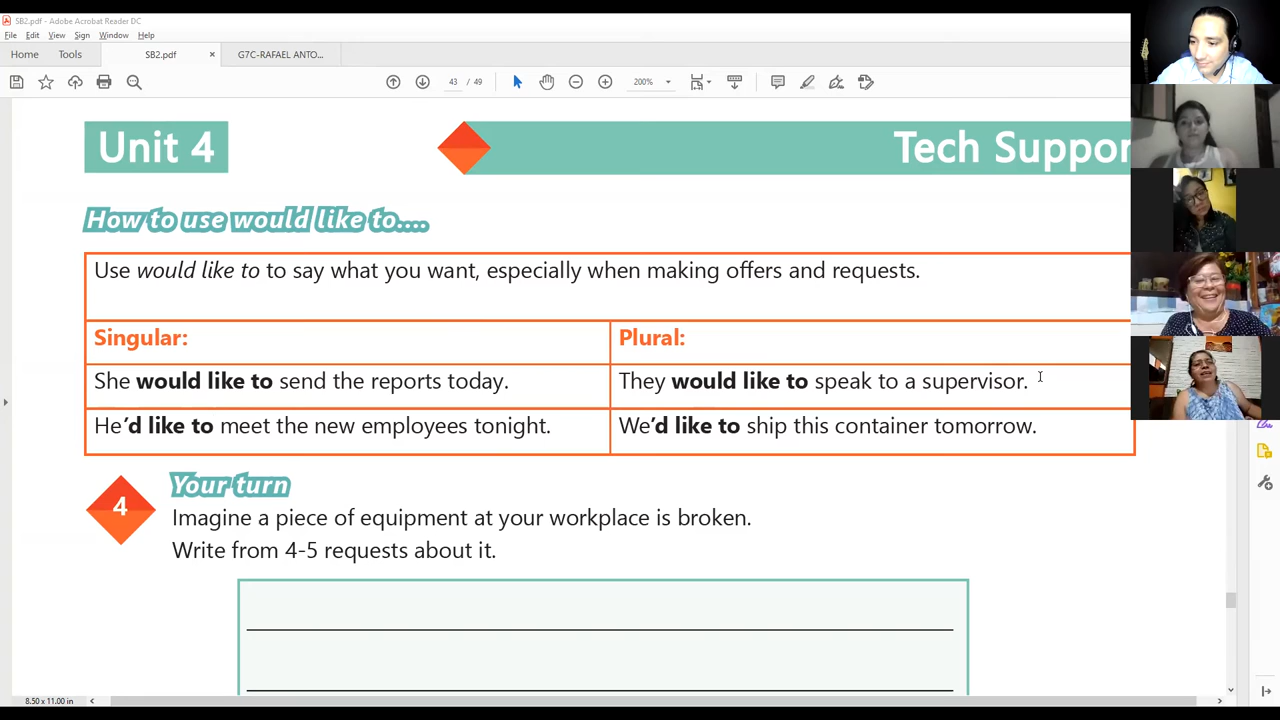 SB2.pdf - Adobe Acrobat Reader DC
File Edit View Sign Window Help
Home Tools SB2.pdf × G7C-RAFAEL ANTO...
43 / 49 200%
Unit 4
Tech Suppor
How to use would like to....
Use would like to to say what you want, especially when making offers and requests.
Singular: Plural:
She would like to send the reports today. They would like to speak to a supervisor.
He'd like to meet the new employees tonight. We'd like to ship this container tomorrow.
4
Your turn
Imagine a piece of equipment at your workplace is broken.
Write from 4-5 requests about it.
8.50 x 11.00 in